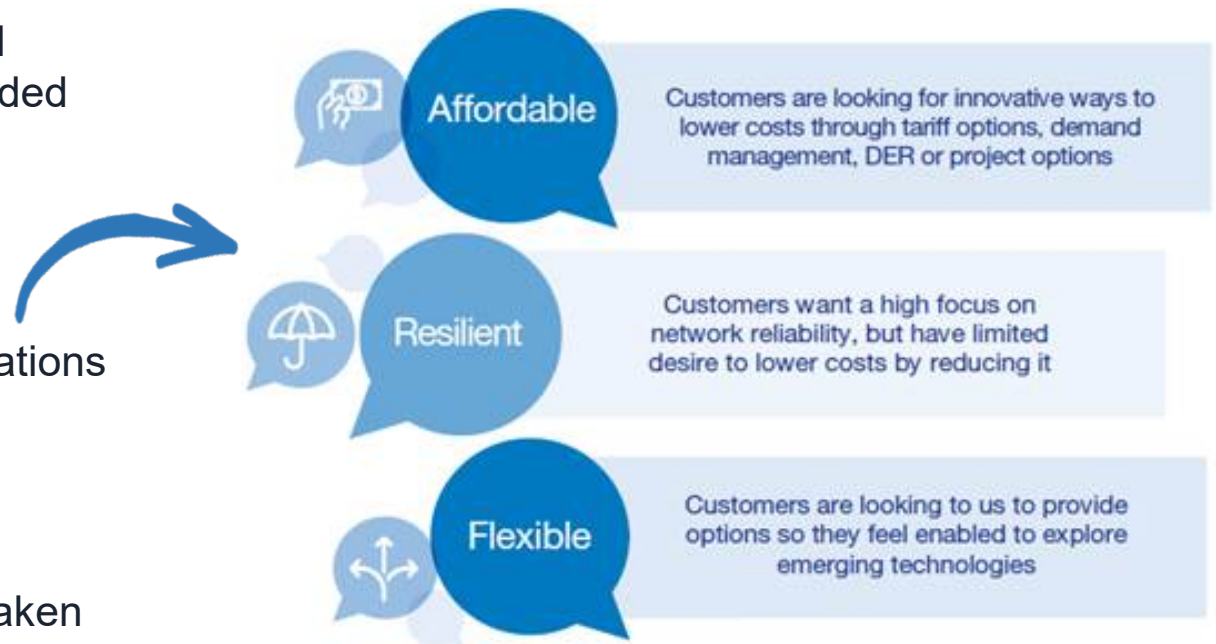 l
ded
ations
aken
Affordable
Customers are looking for innovative ways to
lower costs through tariff options, demand
management, DER or project options
Resilient
Customers want a high focus on
network reliability, but have limited
desire to lower costs by reducing it
Flexible
Customers are looking to us to provide
options so they feel enabled to explore
emerging technologies